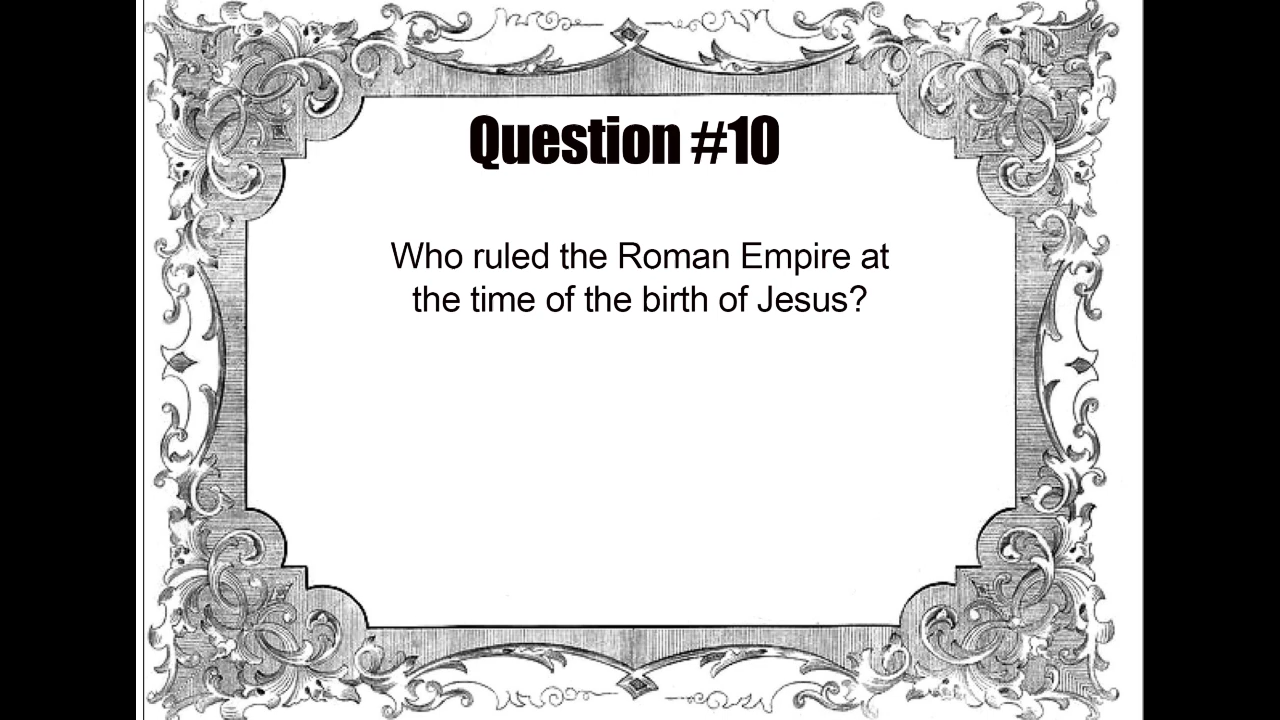 Question #10
Who ruled the Roman Empire at
the time of the birth of Jesus?